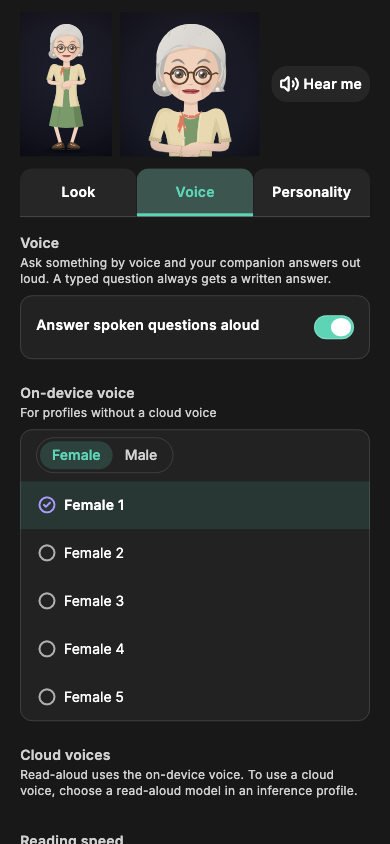 Hear me
Look
Voice
Personality
Voice
Ask something by voice and your companion answers out
loud. A typed question always gets a written answer.
Answer spoken questions aloud
On-device voice
For profiles without a cloud voice
Female
Male
Female 1
Female 2
Female 3
Female 4
Female 5
Cloud voices
Read-aloud uses the on-device voice. To use a cloud
voice, choose a read-aloud model in an inference profile.
Reading speed